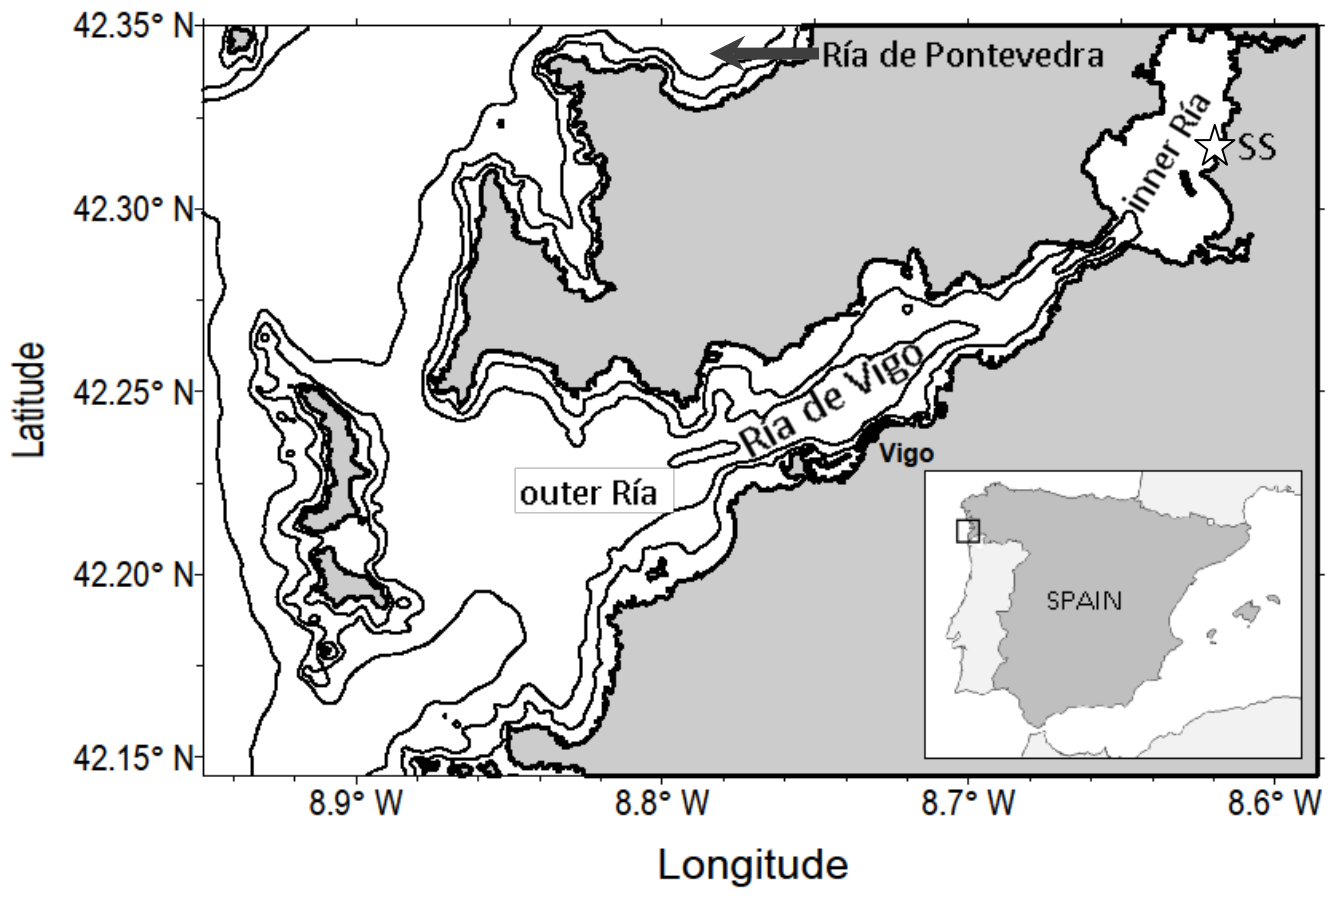 42.35° N
Ría de Pontevedra
inner Ría
SS
42.30° N
42.25° N
Ría de Vigo
Vigo
outer Ría
42.20° N
42.15° N
Latitude
SPAIN
8.9° W
8.8° W
8.7° W
8.6° W
Longitude